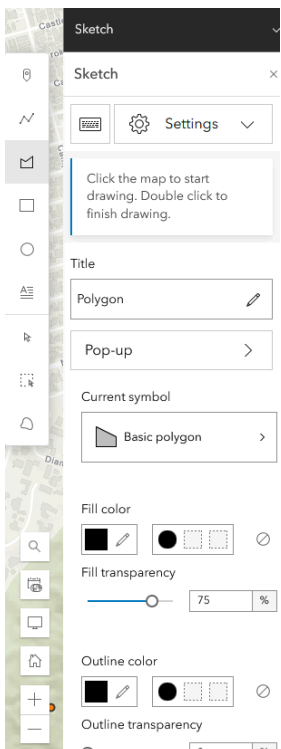 Castle
Sketch
Sketch
Settings
Click the map to start
drawing. Double click to
finish drawing.
Title
Polygon
Pop-up
Current symbol
Basic polygon
Fill color
Fill transparency
75 %
Outline color
Outline transparency